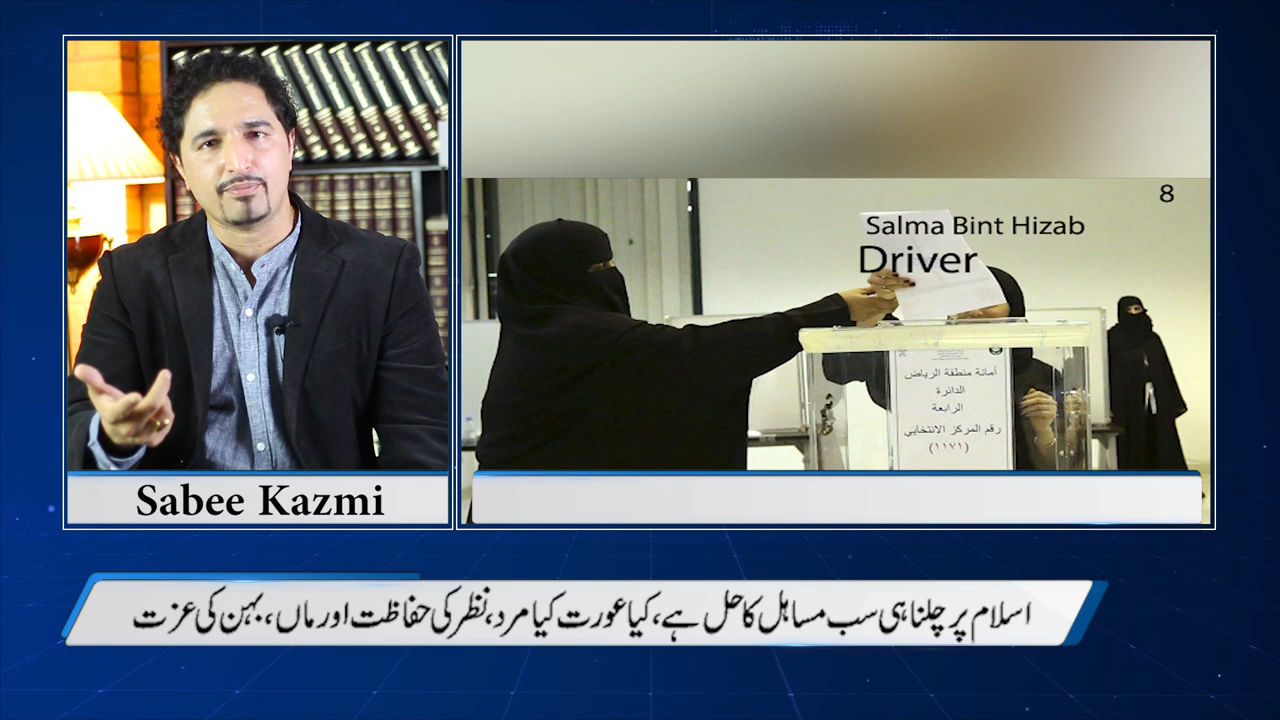 8
Salma Bint Hizab
Driver
أمانة منطقة الرياض
الدائرة
الرابعة
رقم المركز الانتخابي
(١١٧١)
Sabee Kazmi
اسلام پر چلنا ہی سب مساہل کا حل ہے، کیا عورت کیا مرد، نظر کی حفاظت اور ماں، بہن کی عزت